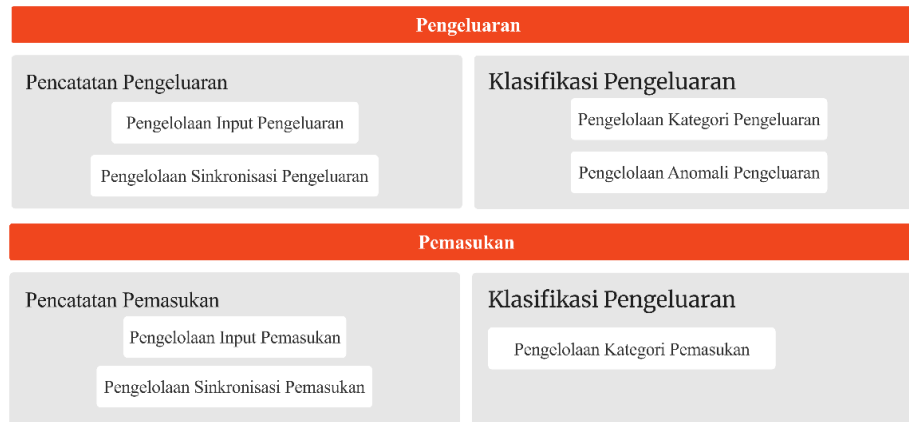 Pengeluaran
Pencatatan Pengeluaran
Pengelolaan Input Pengeluaran
Pengelolaan Sinkronisasi Pengeluaran
Klasifikasi Pengeluaran
Pengelolaan Kategori Pengeluaran
Pengelolaan Anomali Pengeluaran
Pemasukan
Pencatatan Pemasukan
Pengelolaan Input Pemasukan
Pengelolaan Sinkronisasi Pemasukan
Klasifikasi Pengeluaran
Pengelolaan Kategori Pemasukan